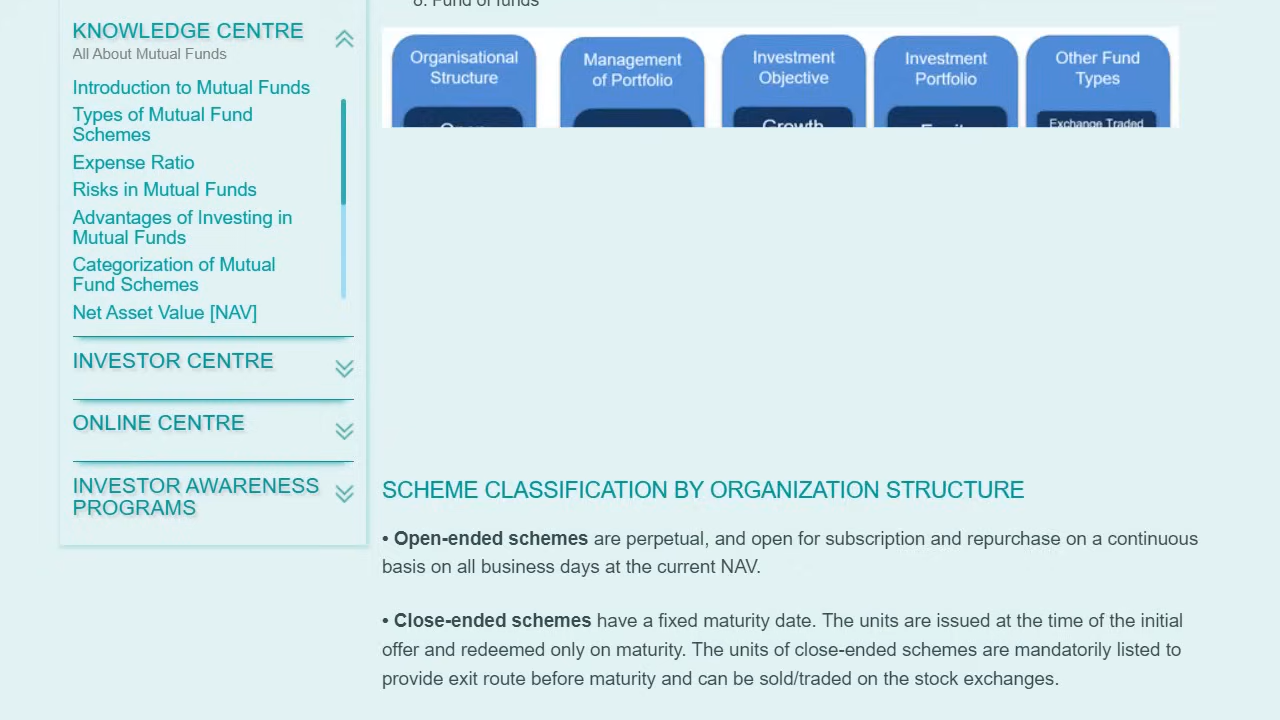 8. Fund of funds
KNOWLEDGE CENTRE
All About Mutual Funds
Introduction to Mutual Funds
Types of Mutual Fund
Schemes
Expense Ratio
Risks in Mutual Funds
Advantages of Investing in
Mutual Funds
Categorization of Mutual
Fund Schemes
Net Asset Value [NAV]
INVESTOR CENTRE
ONLINE CENTRE
INVESTOR AWARENESS
PROGRAMS
Organisational
Structure
Management
of Portfolio
Investment
Objective
Investment
Portfolio
Other Fund
Types
Open
Growth
Equity
Exchange Traded
SCHEME CLASSIFICATION BY ORGANIZATION STRUCTURE
• Open-ended schemes are perpetual, and open for subscription and repurchase on a continuous
basis on all business days at the current NAV.
• Close-ended schemes have a fixed maturity date. The units are issued at the time of the initial
offer and redeemed only on maturity. The units of close-ended schemes are mandatorily listed to
provide exit route before maturity and can be sold/traded on the stock exchanges.